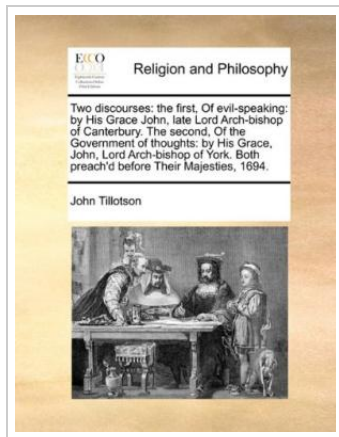 ECCO
Religion and Philosophy
Two discourses: the first, Of evil-speaking:
by His Grace John, late Lord Arch-bishop
of Canterbury. The second, Of the
Government of thoughts: by His Grace,
John, Lord Arch-bishop of York. Both
preach'd before Their Majesties, 1694.
John Tillotson